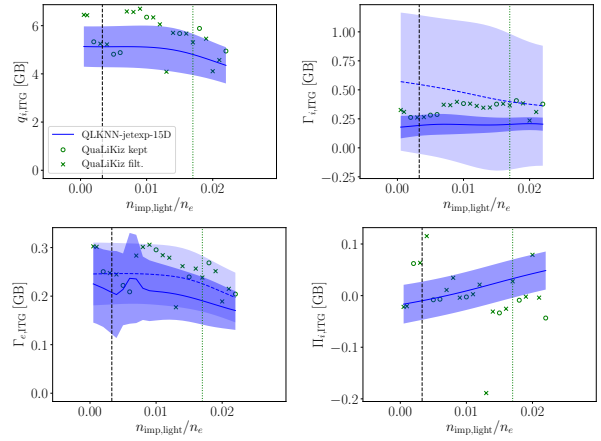 q_{i,ITG} [GB]
6
4
2
0
0.00
0.01
0.02
n_{imp,light}/n_e
QLKNN-jetexp-15D
QuaLiKiz kept
QuaLiKiz filt.
Γ_{i,ITG} [GB]
1.00
0.75
0.50
0.25
0.00
−0.25
0.00
0.01
0.02
n_{imp,light}/n_e
Γ_{e,ITG} [GB]
0.3
0.2
0.1
0.0
0.00
0.01
0.02
n_{imp,light}/n_e
Π_{i,ITG} [GB]
0.1
0.0
−0.1
−0.2
0.00
0.01
0.02
n_{imp,light}/n_e